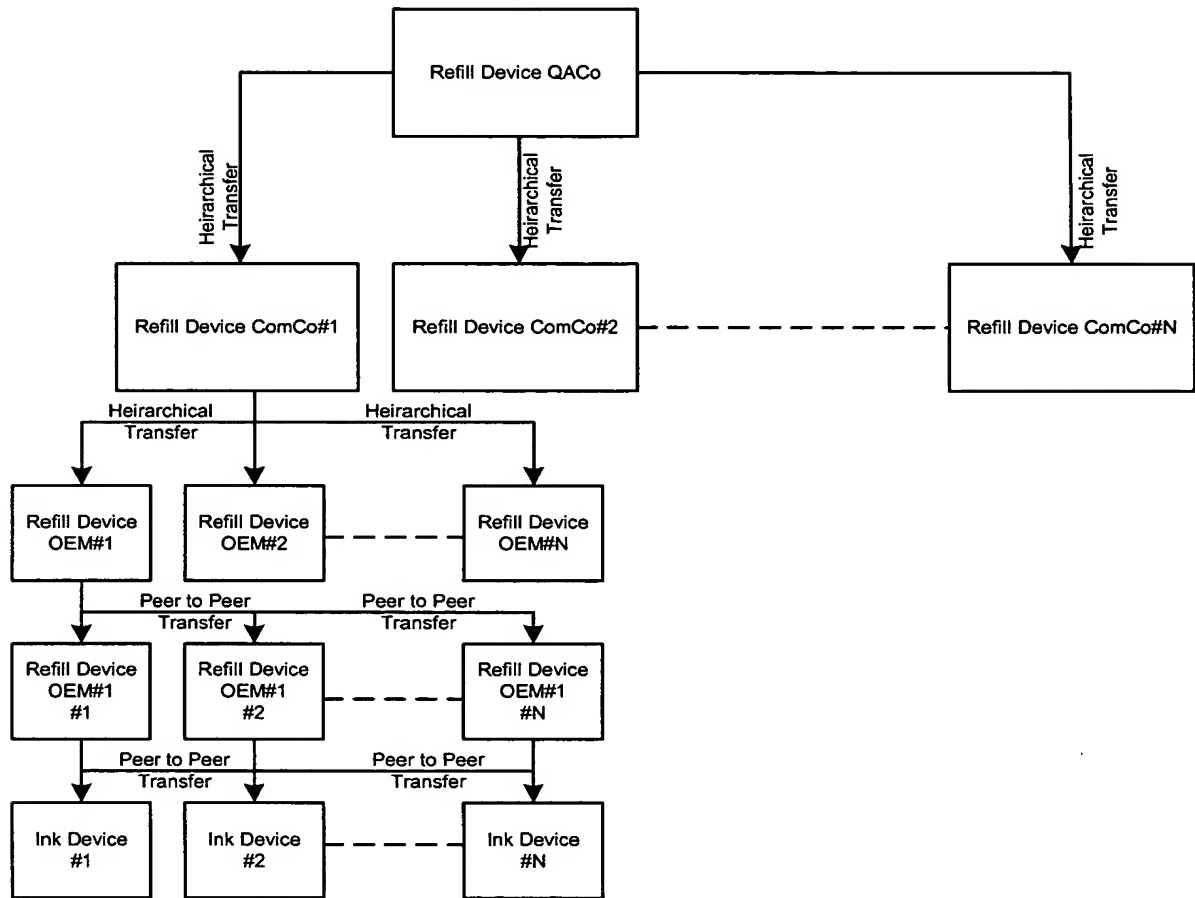 Refill Device QACo
Heirarchical
Transfer
Heirarchical
Transfer
Heirarchical
Transfer
Refill Device ComCo#1
Refill Device ComCo#2
Refill Device ComCo#N
Heirarchical
Transfer
Heirarchical
Transfer
Refill Device
OEM#1
Refill Device
OEM#2
Refill Device
OEM#N
Peer to Peer
Transfer
Peer to Peer
Transfer
Refill Device
OEM#1
#1
Refill Device
OEM#1
#2
Refill Device
OEM#1
#N
Peer to Peer
Transfer
Peer to Peer
Transfer
Ink Device
#1
Ink Device
#2
Ink Device
#N